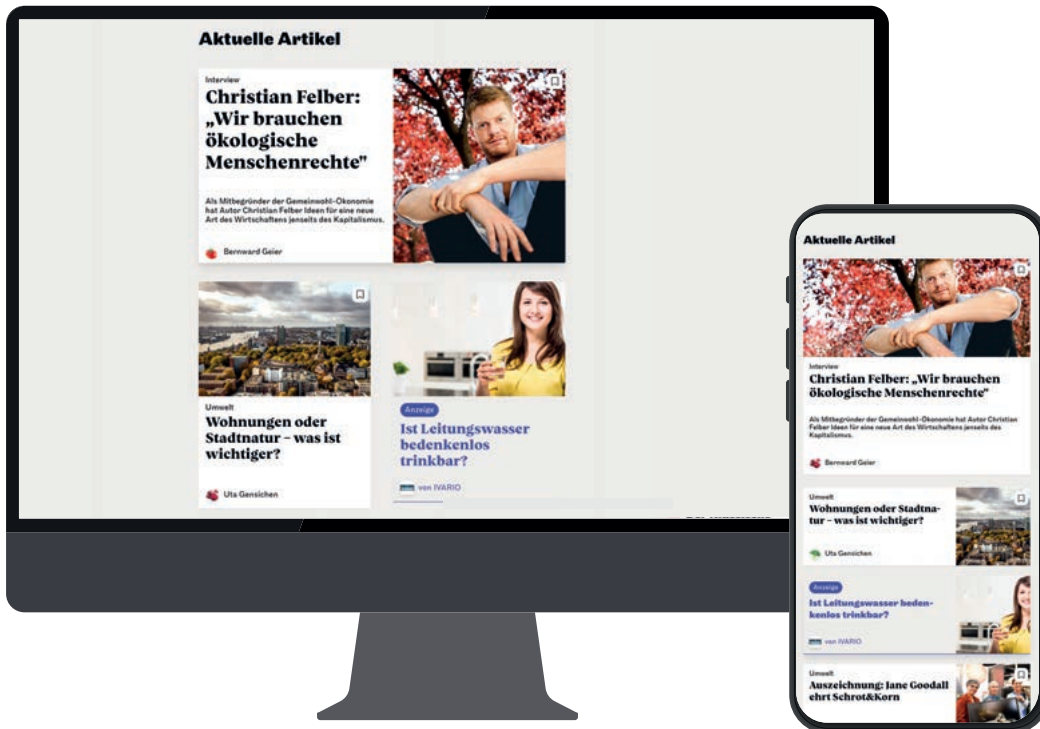 Aktuelle Artikel
Interview
Christian Felber:
„Wir brauchen
ökologische
Menschenrechte"
Als Mitbegründer der Gemeinwohl-Ökonomie
hat Autor Christian Felber Ideen für eine neue
Art des Wirtschaftens jenseits des Kapitalismus.
Bernward Geier
Umwelt
Wohnungen oder
Stadtnatur – was ist
wichtiger?
Uta Gensichen
Anzeige
Ist Leitungswasser
bedenkenlos
trinkbar?
von IVARIO
Aktuelle Artikel
Interview
Christian Felber: „Wir brauchen
ökologische Menschenrechte"
Als Mitbegründer der Gemeinwohl-Ökonomie hat Autor Christian
Felber Ideen für eine neue Art des Wirtschaftens jenseits des
Kapitalismus.
Bernward Geier
Umwelt
Wohnungen oder Stadtna-
tur – was ist wichtiger?
Uta Gensichen
Anzeige
Ist Leitungswasser beden-
kenlos trinkbar?
von IVARIO
Umwelt
Auszeichnung: Jane Goodall
ehrt Schrot&Korn